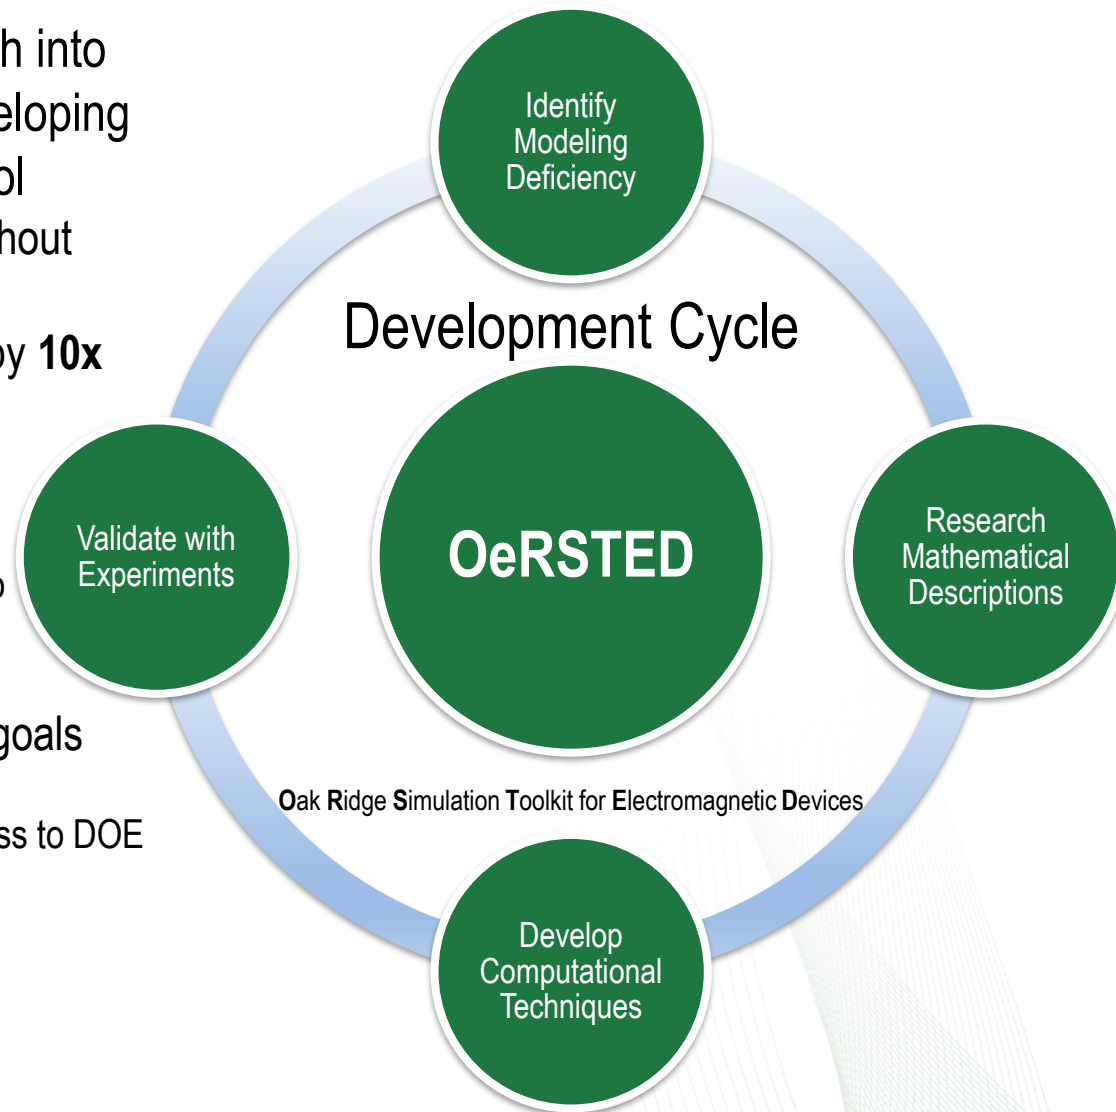 h into
eloping
ol
hout
by 10x
o
goals
ss to DOE
Identify
Modeling
Deficiency
Development Cycle
Validate with
Experiments
OeRSTED
Research
Mathematical
Descriptions
Oak Ridge Simulation Toolkit for Electromagnetic Devices
Develop
Computational
Techniques